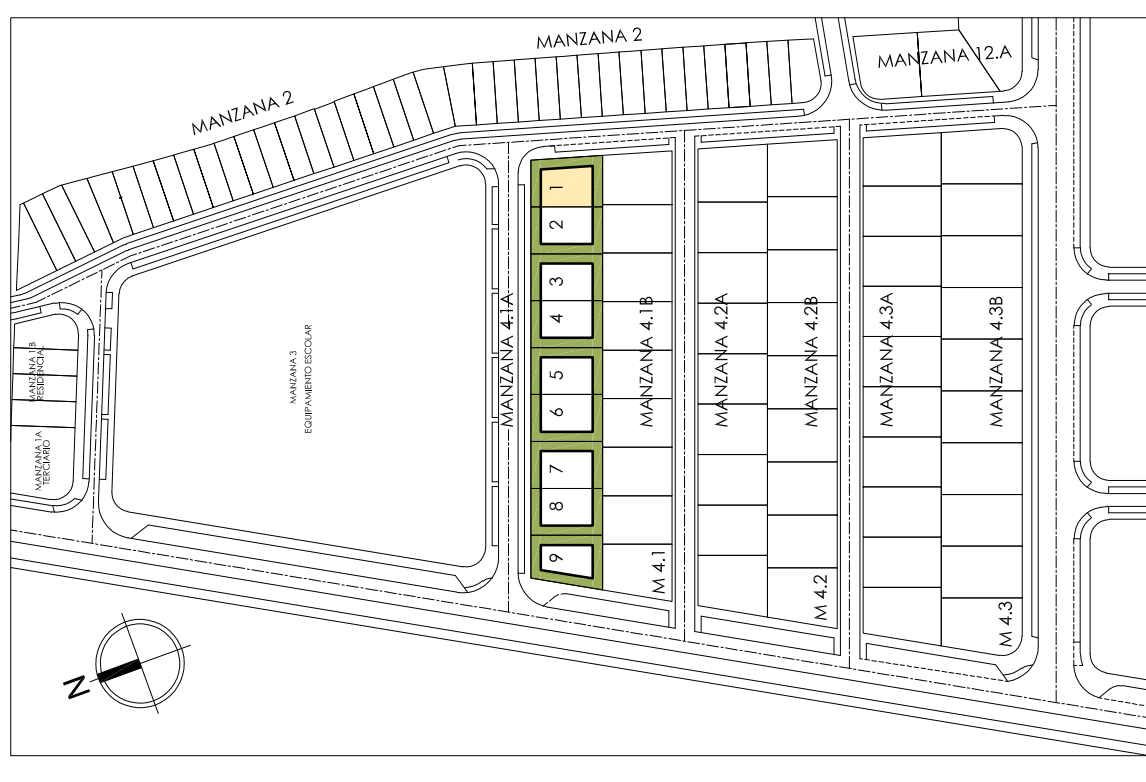 MANZANA 2
MANZANA 2
MANZANA 12.A
MANZANA 1.B
RESIDENCIAL
MANZANA 1A
TERCIARIO
MANZANA 3
EQUIPAMIENTO ESCOLAR
MANZANA 4.1A
1
2
3
4
5
6
7
8
9
MANZANA 4.1B
M 4.1
MANZANA 4.2A
MANZANA 4.2B
M 4.2
MANZANA 4.3A
MANZANA 4.3B
M 4.3
N